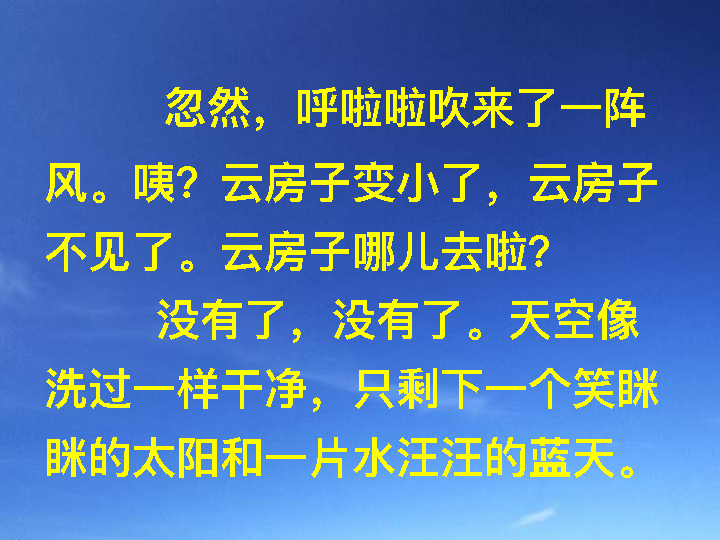 忽然，呼啦啦吹来了一阵
风。咦？云房子变小了，云房子
不见了。云房子哪儿去啦？
没有了，没有了。天空像
洗过一样干净，只剩下一个笑眯
眯的太阳和一片水汪汪的蓝天。